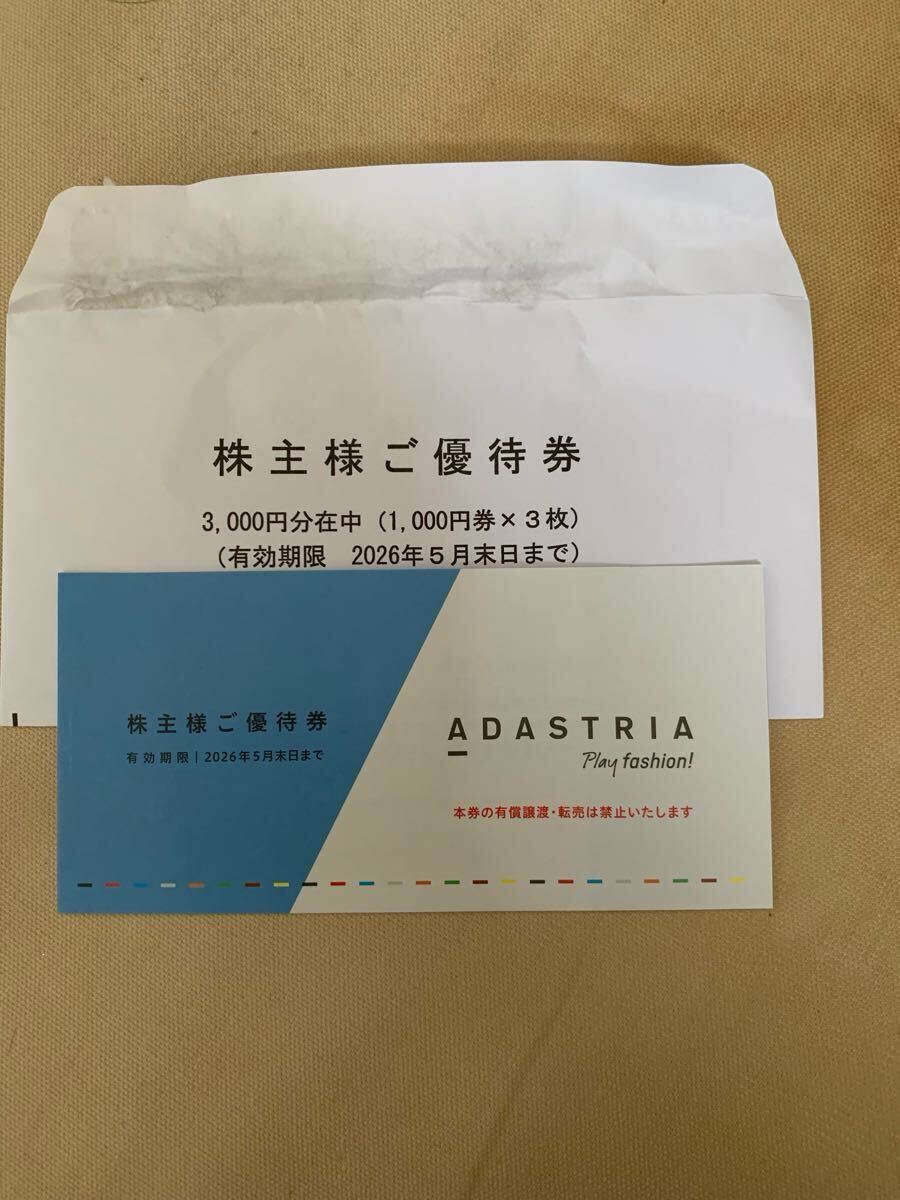 株主様ご優待券
3,000円分在中（1,000円券×３枚）
（有効期限　2026年５月末日まで）
株主様ご優待券
有効期限｜2026年5月末日まで
ADASTRIA
Play fashion!
本券の有償譲渡・転売は禁止いたします